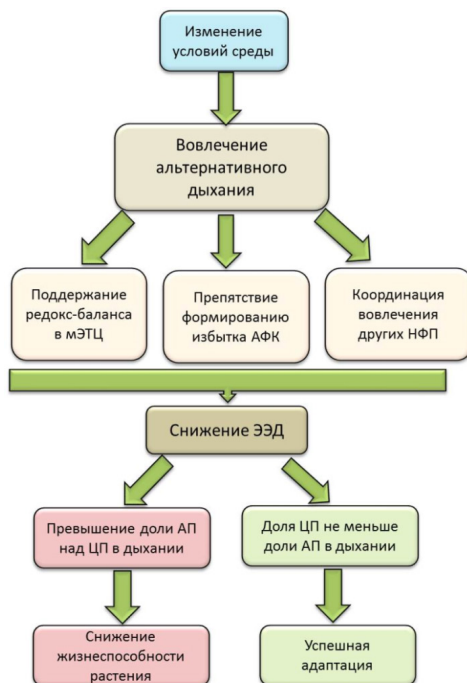 Изменение
условий среды
Вовлечение
альтернативного
дыхания
Поддержание
редокс-баланса
в мЭТЦ
Препятствие
формированию
избытка АФК
Координация
вовлечения
других НФП
Снижение ЭЭД
Превышение доли АП
над ЦП в дыхании
Доля ЦП не меньше
доли АП в дыхании
Снижение
жизнеспособности
растения
Успешная
адаптация